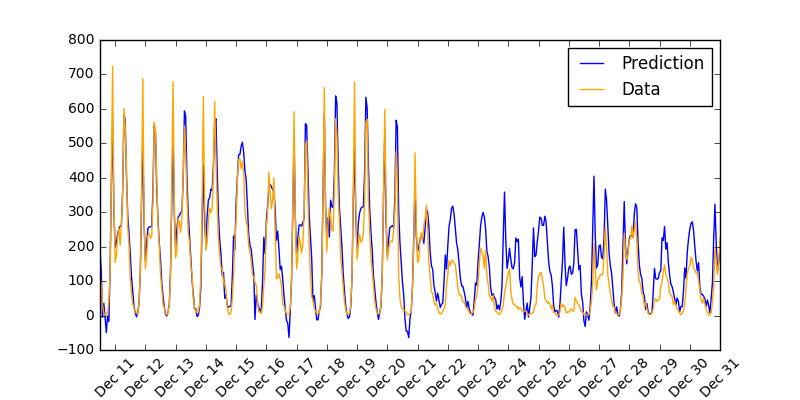 800
700
600
500
400
300
200
100
0
−100
Prediction
Data
Dec 11
Dec 12
Dec 13
Dec 14
Dec 15
Dec 16
Dec 17
Dec 18
Dec 19
Dec 20
Dec 21
Dec 22
Dec 23
Dec 24
Dec 25
Dec 26
Dec 27
Dec 28
Dec 29
Dec 30
Dec 31